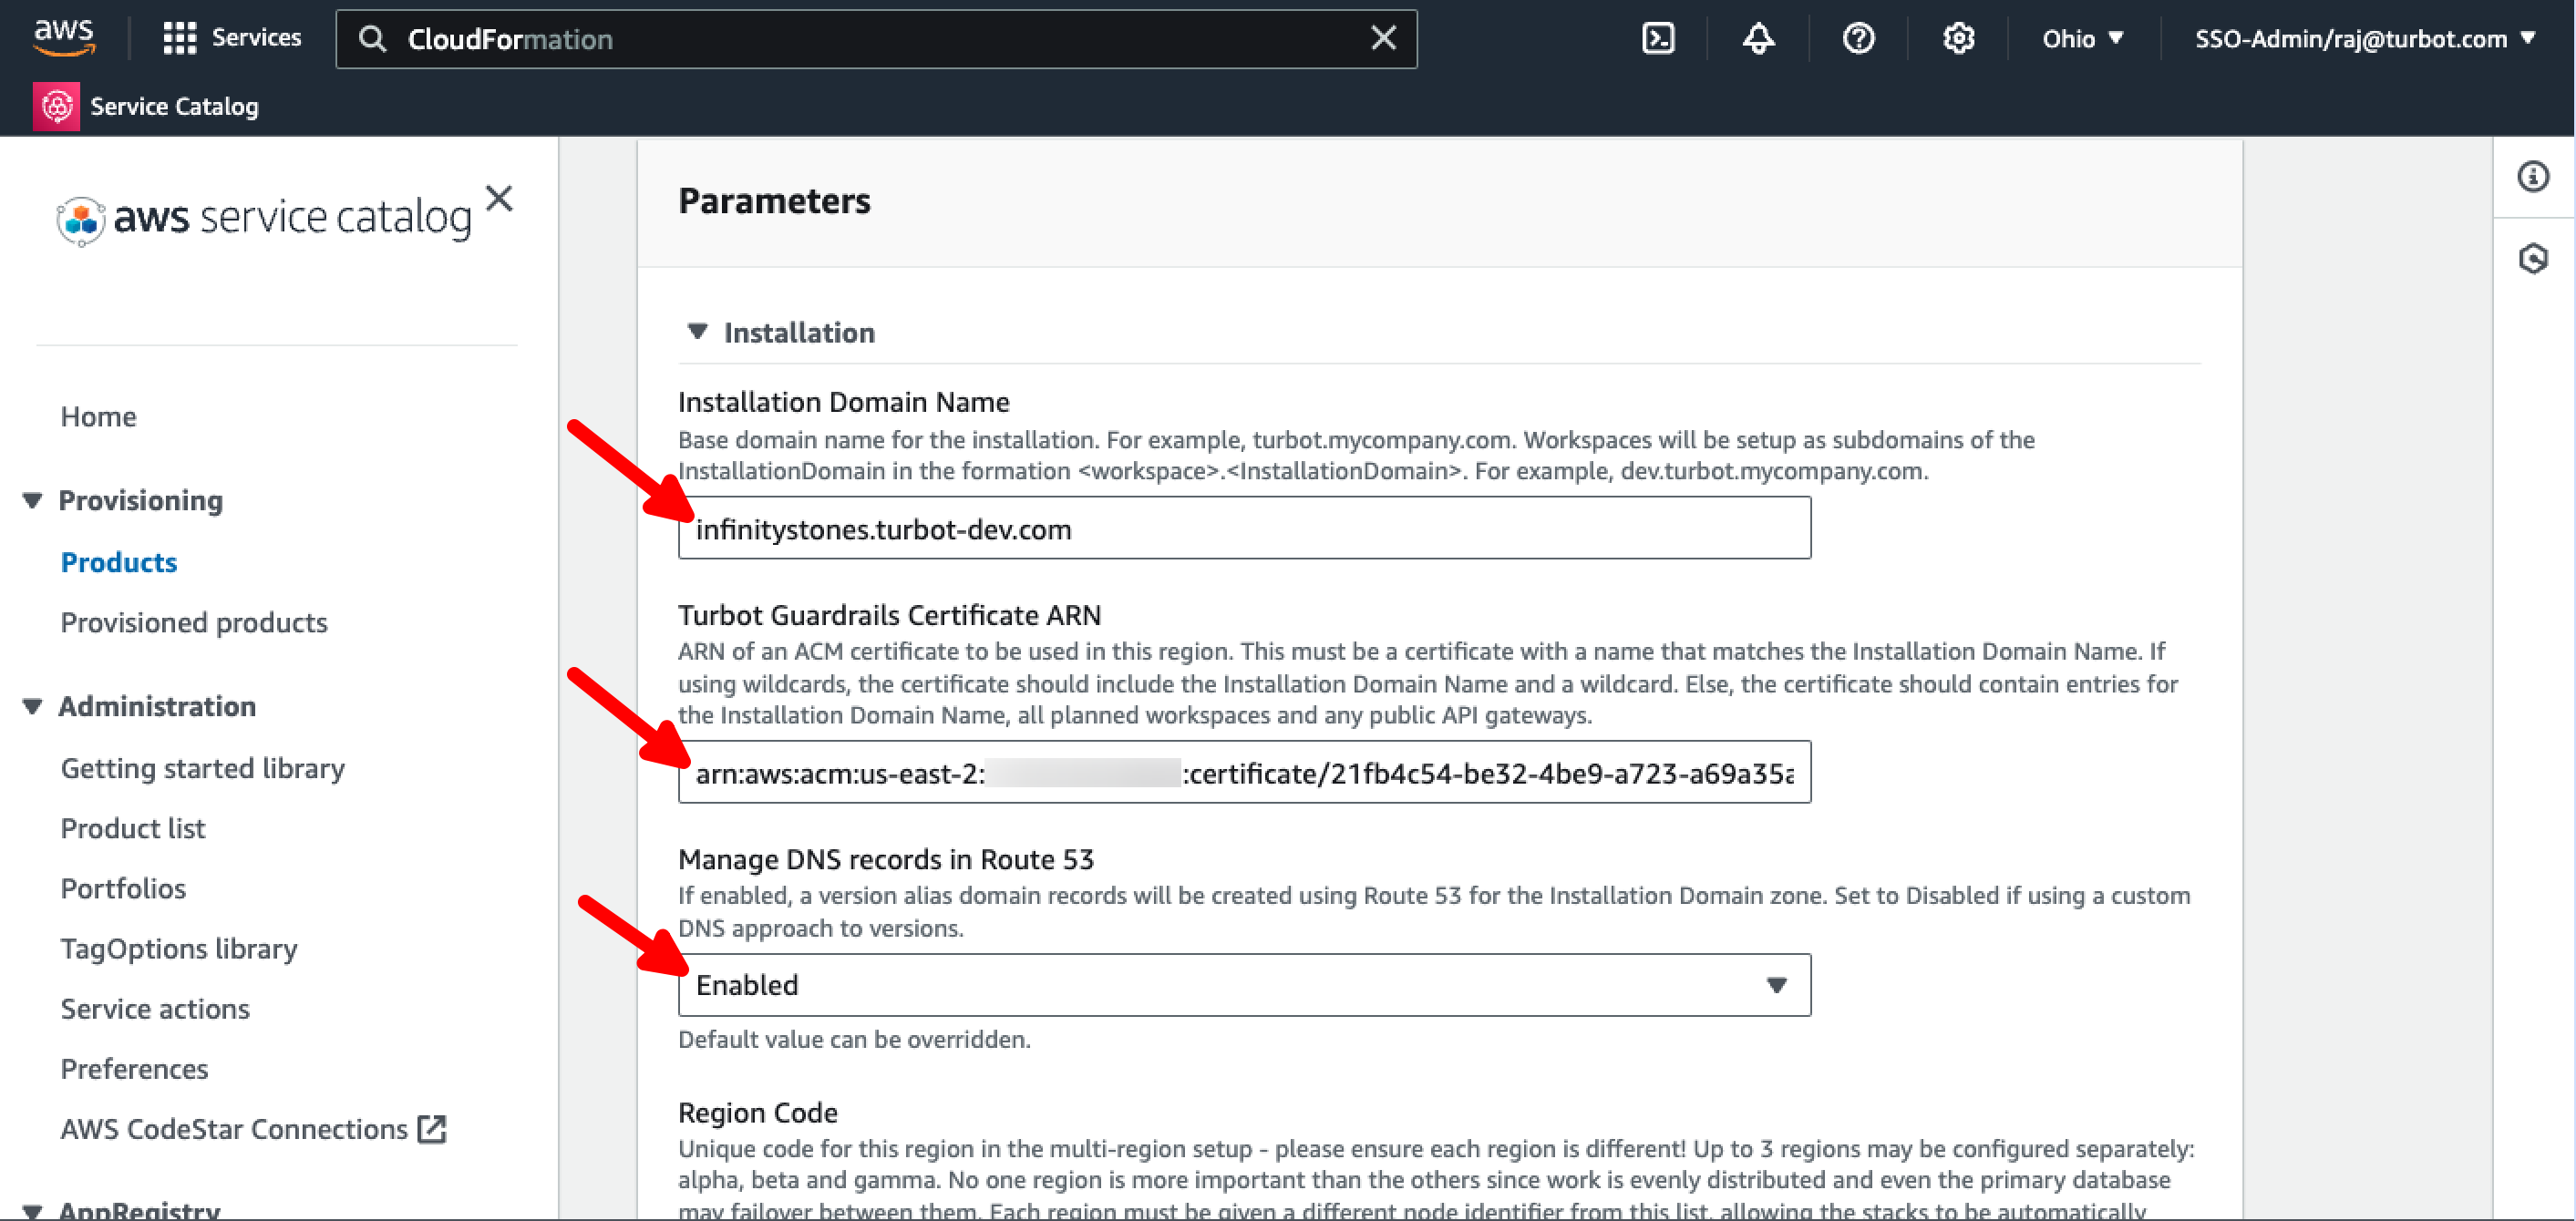 aws
Services
CloudFormation
Ohio
SSO-Admin/raj@turbot.com
Service Catalog
aws service catalog
Home
Provisioning
Products
Provisioned products
Administration
Getting started library
Product list
Portfolios
TagOptions library
Service actions
Preferences
AWS CodeStar Connections
AppRegistry
Parameters
Installation
Installation Domain Name
Base domain name for the installation. For example, turbot.mycompany.com. Workspaces will be setup as subdomains of the
InstallationDomain in the formation <workspace>.<InstallationDomain>. For example, dev.turbot.mycompany.com.
infinitystones.turbot-dev.com
Turbot Guardrails Certificate ARN
ARN of an ACM certificate to be used in this region. This must be a certificate with a name that matches the Installation Domain Name. If
using wildcards, the certificate should include the Installation Domain Name and a wildcard. Else, the certificate should contain entries for
the Installation Domain Name, all planned workspaces and any public API gateways.
arn:aws:acm:us-east-2: :certificate/21fb4c54-be32-4be9-a723-a69a35a
Manage DNS records in Route 53
If enabled, a version alias domain records will be created using Route 53 for the Installation Domain zone. Set to Disabled if using a custom
DNS approach to versions.
Enabled
Default value can be overridden.
Region Code
Unique code for this region in the multi-region setup - please ensure each region is different! Up to 3 regions may be configured separately:
alpha, beta and gamma. No one region is more important than the others since work is evenly distributed and even the primary database
may failover between them. Each region must be given a different node identifier from this list, allowing the stacks to be automatically